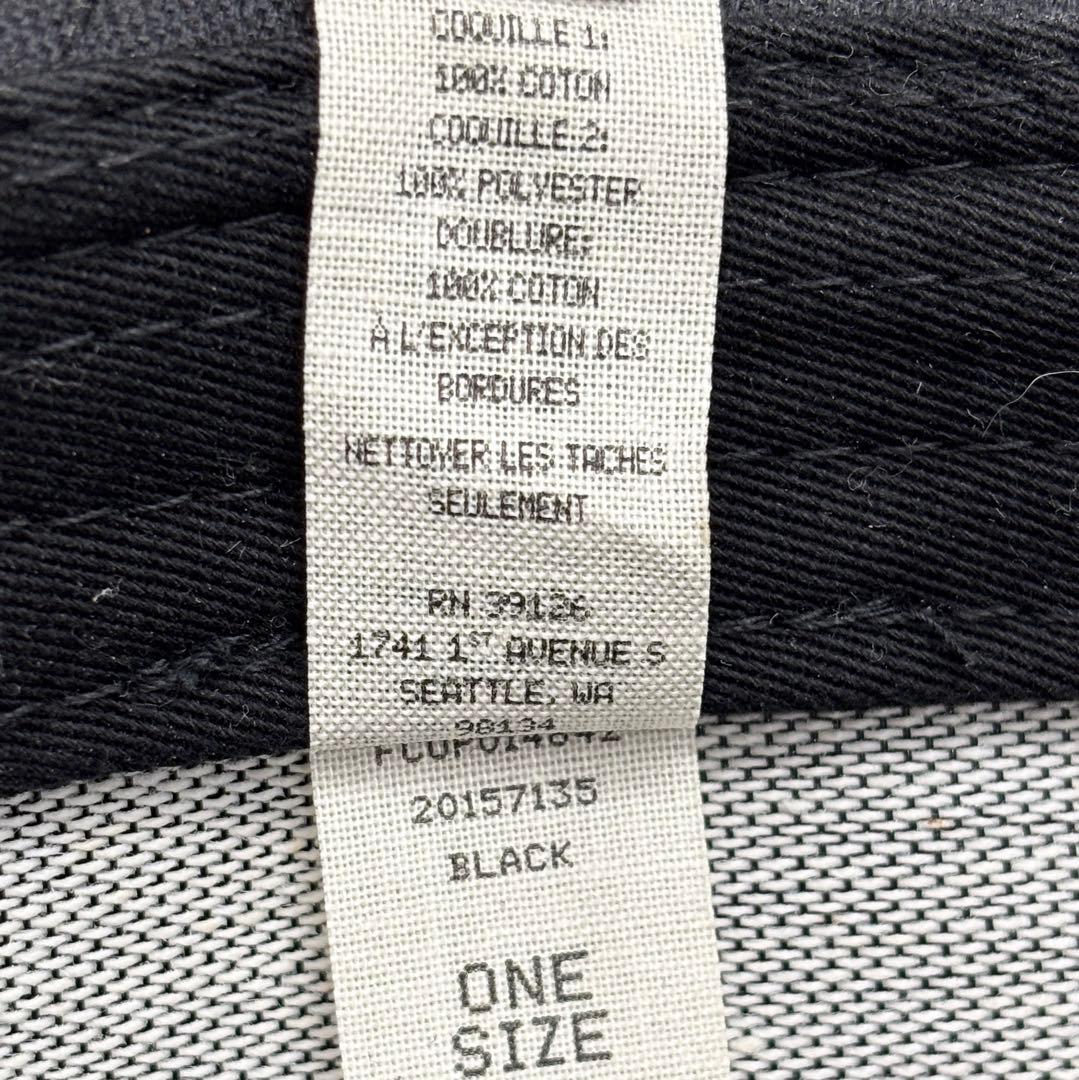 COQUILLE 1:
100% COTON
COQUILLE 2:
100% POLYESTER
DOUBLURE:
100% COTON
À L'EXCEPTION DES
BORDURES
NETTOYER LES TACHES
SEULEMENT
RN 39126
1741 1ST AVENUE S
SEATTLE, WA
98134
20157135
BLACK
ONE
SIZE